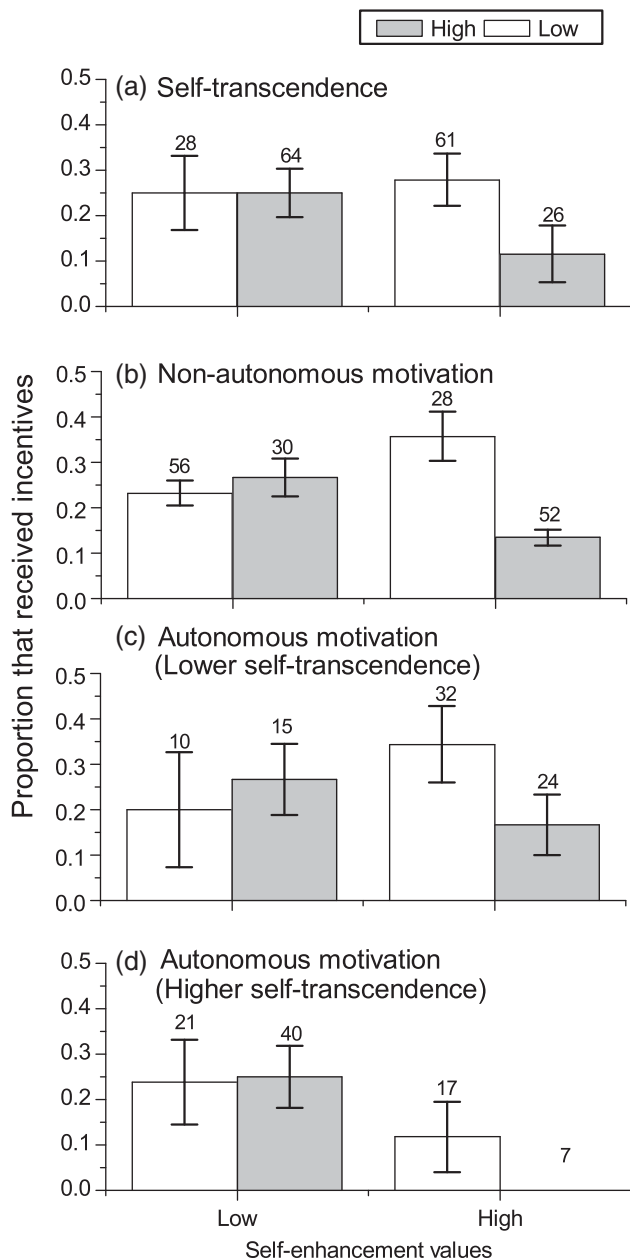 High Low
(a) Self-transcendence
0.5
0.4
0.3
0.2
0.1
0.0
28 64 61 26
(b) Non-autonomous motivation
0.5
0.4
0.3
0.2
0.1
0.0
56 30 28 52
(c) Autonomous motivation
(Lower self-transcendence)
0.5
0.4
0.3
0.2
0.1
0.0
10 15 32 24
(d) Autonomous motivation
(Higher self-transcendence)
0.5
0.4
0.3
0.2
0.1
0.0
21 40 17 7
Proportion that received incentives
Low High
Self-enhancement values